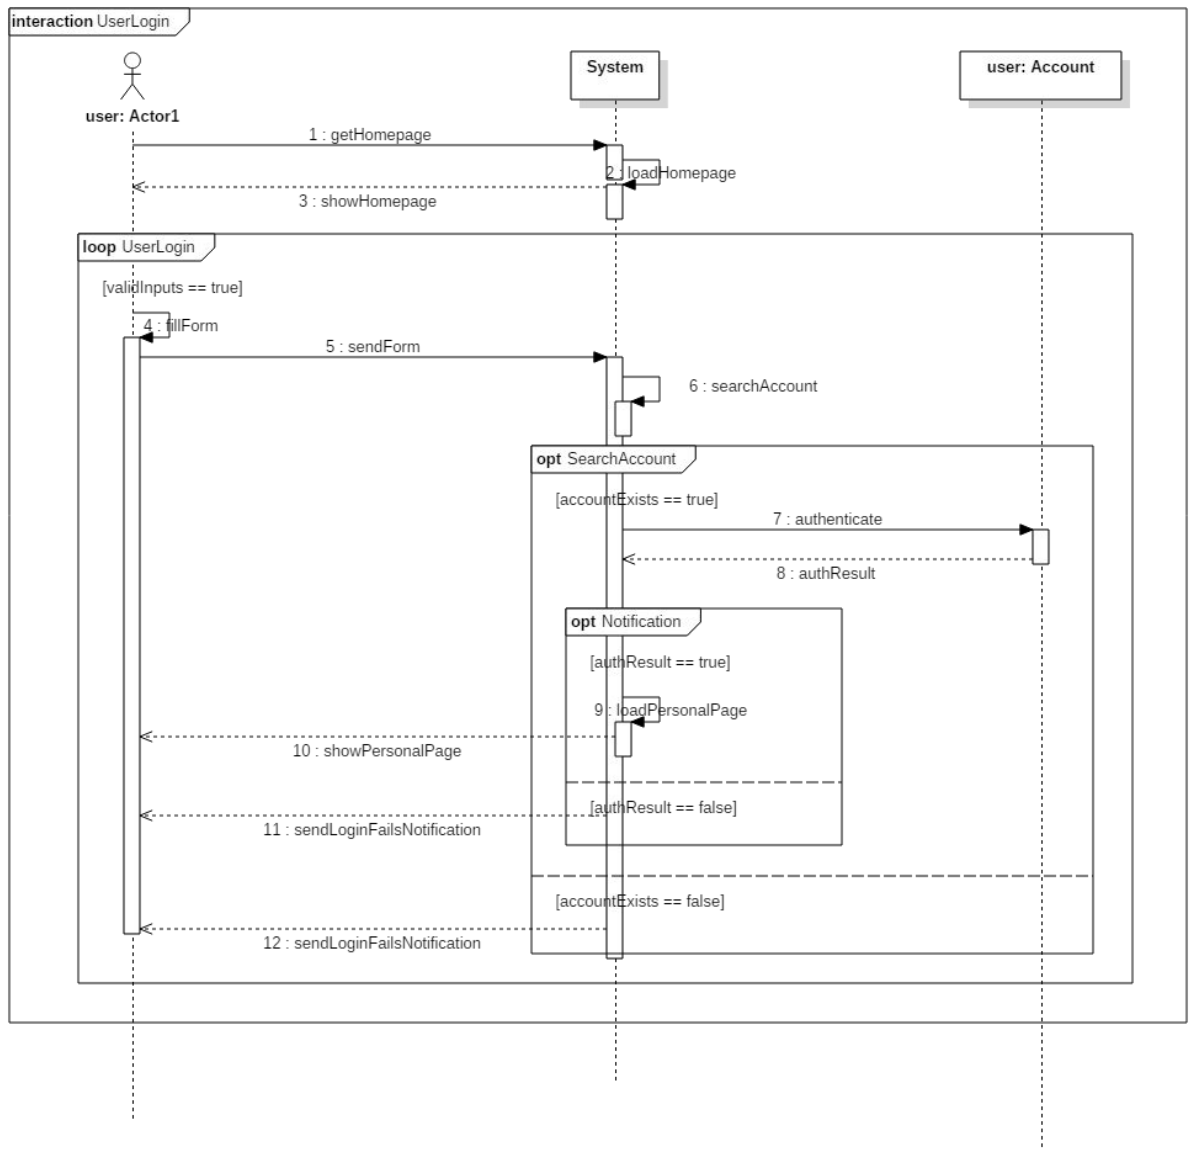 interaction UserLogin
System
user: Account
user: Actor1
1 : getHomepage
2 : loadHomepage
3 : showHomepage
loop UserLogin
[validInputs == true]
4 : fillForm
5 : sendForm
6 : searchAccount
opt SearchAccount
[accountExists == true]
7 : authenticate
8 : authResult
opt Notification
[authResult == true]
9 : loadPersonalPage
10 : showPersonalPage
[authResult == false]
11 : sendLoginFailsNotification
[accountExists == false]
12 : sendLoginFailsNotification